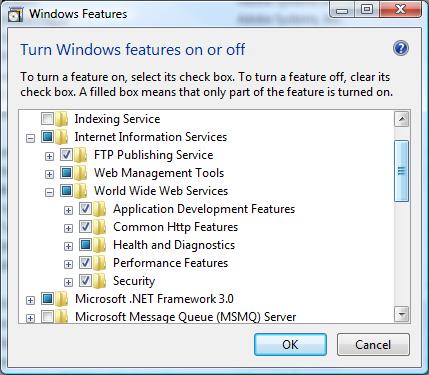 Windows Features
Turn Windows features on or off
To turn a feature on, select its check box. To turn a feature off, clear its
check box. A filled box means that only part of the feature is turned on.
Indexing Service
Internet Information Services
FTP Publishing Service
Web Management Tools
World Wide Web Services
Application Development Features
Common Http Features
Health and Diagnostics
Performance Features
Security
Microsoft .NET Framework 3.0
Microsoft Message Queue (MSMQ) Server
OK
Cancel